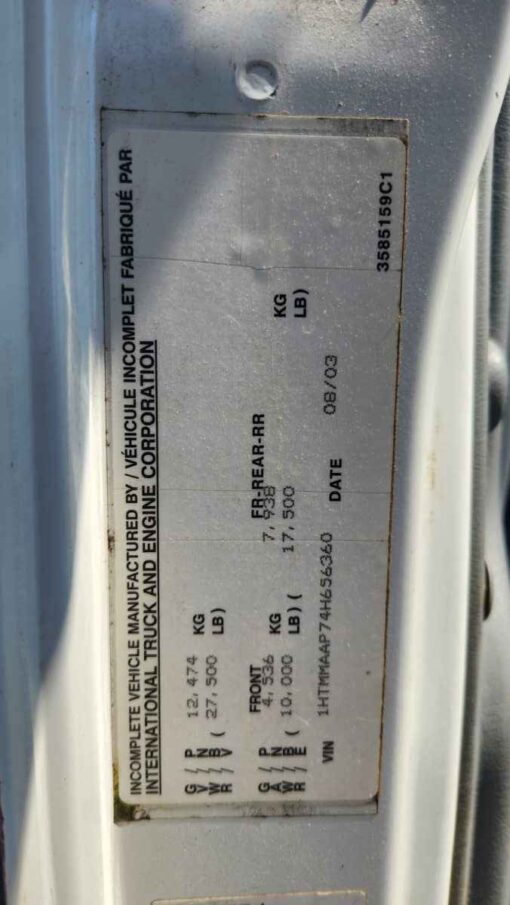 INCOMPLETE VEHICLE MANUFACTURED BY / VÉHICULE INCOMPLET FABRIQUÉ PAR
INTERNATIONAL TRUCK AND ENGINE CORPORATION
G / P
V / N 12,474 KG
W / B ( 27,500 LB)
R / V
FRONT FR-REAR-RR
G / P 4,536 KG 7,938 KG
A / N
W / B ( 10,000 LB) ( 17,500 LB)
R / E
VIN 1HTMMAAP74H656360 DATE 08/03
3585159C1